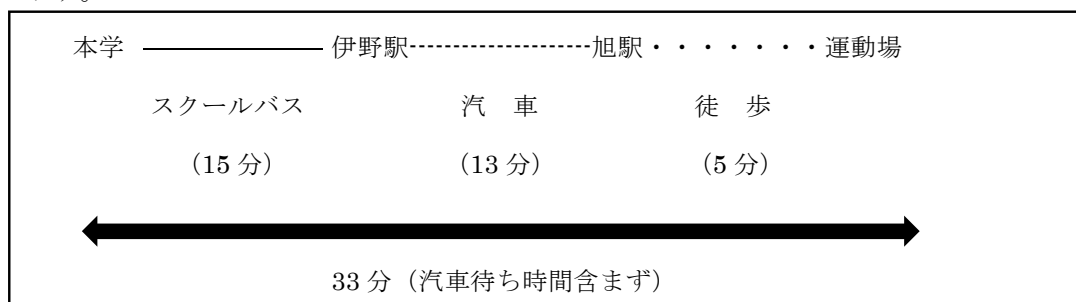 本学 伊野駅---------------------旭駅・・・・・・・運動場
スクールバス 汽 車 徒 歩
（15 分） （13 分） （5 分）
33 分（汽車待ち時間含まず）